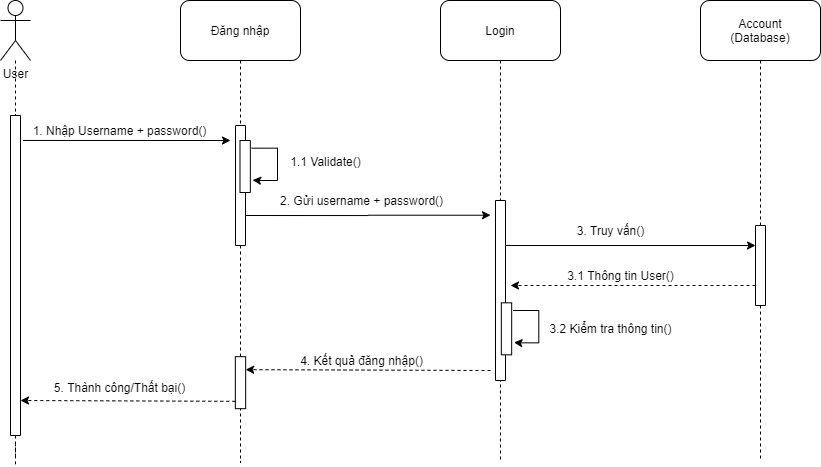 User
Đăng nhập
Login
Account
(Database)
1. Nhập Username + password()
1.1 Validate()
2. Gửi username + password()
3. Truy vấn()
3.1 Thông tin User()
3.2 Kiểm tra thông tin()
4. Kết quả đăng nhập()
5. Thành công/Thất bại()